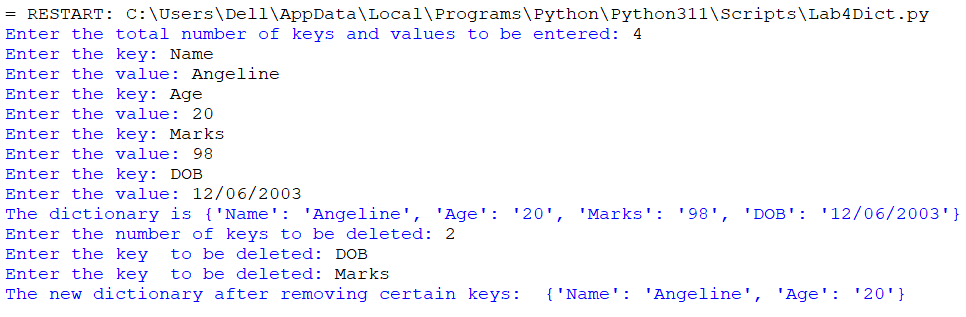 = RESTART: C:\Users\Dell\AppData\Local\Programs\Python\Python311\Scripts\Lab4Dict.py
Enter the total number of keys and values to be entered: 4
Enter the key: Name
Enter the value: Angeline
Enter the key: Age
Enter the value: 20
Enter the key: Marks
Enter the value: 98
Enter the key: DOB
Enter the value: 12/06/2003
The dictionary is {'Name': 'Angeline', 'Age': '20', 'Marks': '98', 'DOB': '12/06/2003'}
Enter the number of keys to be deleted: 2
Enter the key  to be deleted: DOB
Enter the key  to be deleted: Marks
The new dictionary after removing certain keys:  {'Name': 'Angeline', 'Age': '20'}